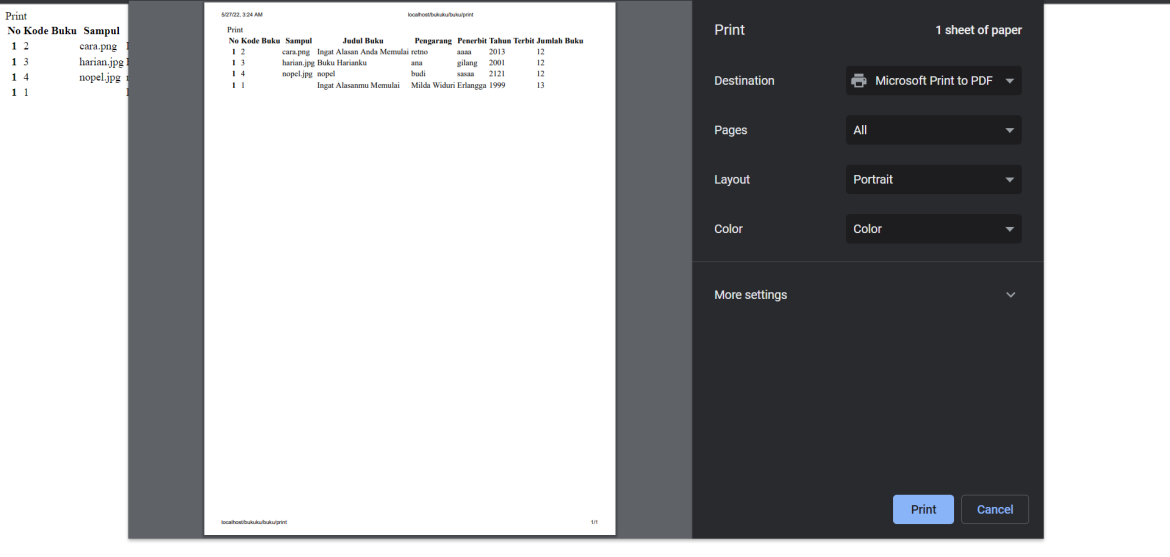 Print
No Kode Buku Sampul
1 2 cara.png
1 3 harian.jpg
1 4 nopel.jpg
1 1
5/27/22, 3:24 AM localhost/bukuku/buku/print
Print
No Kode Buku Sampul Judul Buku Pengarang Penerbit Tahun Terbit Jumlah Buku
1 2 cara.png Ingat Alasan Anda Memulai retno aaaa 2013 12
1 3 harian.jpg Buku Harianku ana gilang 2001 12
1 4 nopel.jpg nopel budi sasaa 2121 12
1 1 Ingat Alasanmu Memulai Milda Widuri Erlangga 1999 13
localhost/bukuku/buku/print 1/1
Print 1 sheet of paper
Destination Microsoft Print to PDF
Pages All
Layout Portrait
Color Color
More settings
Print Cancel